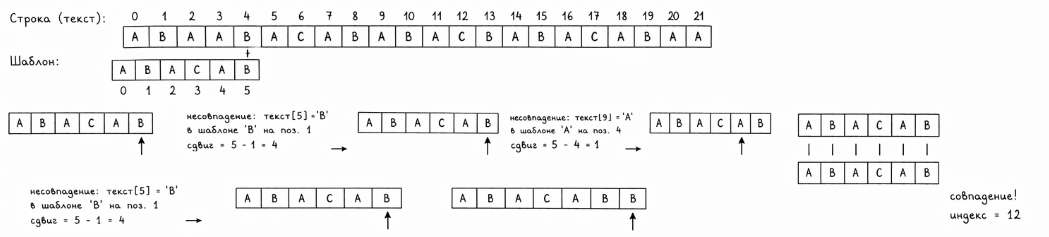 Строка (текст): 0 1 2 3 4 5 6 7 8 9 10 11 12 13 14 15 16 17 18 19 20 21
A B A A B A C A B A B A C B A B A C A B A A
Шаблон: A B A C A B
0 1 2 3 4 5
A B A C A B
несовпадение: текст[5] = 'B'
в шаблоне 'B' на поз. 1
сдвиг = 5 - 1 = 4
A B A C A B
несовпадение: текст[9] = 'A'
в шаблоне 'A' на поз. 4
сдвиг = 5 - 4 = 1
A B A C A B
A B A C A B
A B A C A B
совпадение!
индекс = 12
несовпадение: текст[5] = 'B'
в шаблоне 'B' на поз. 1
сдвиг = 5 - 1 = 4
A B A C A B
A B A C A B B